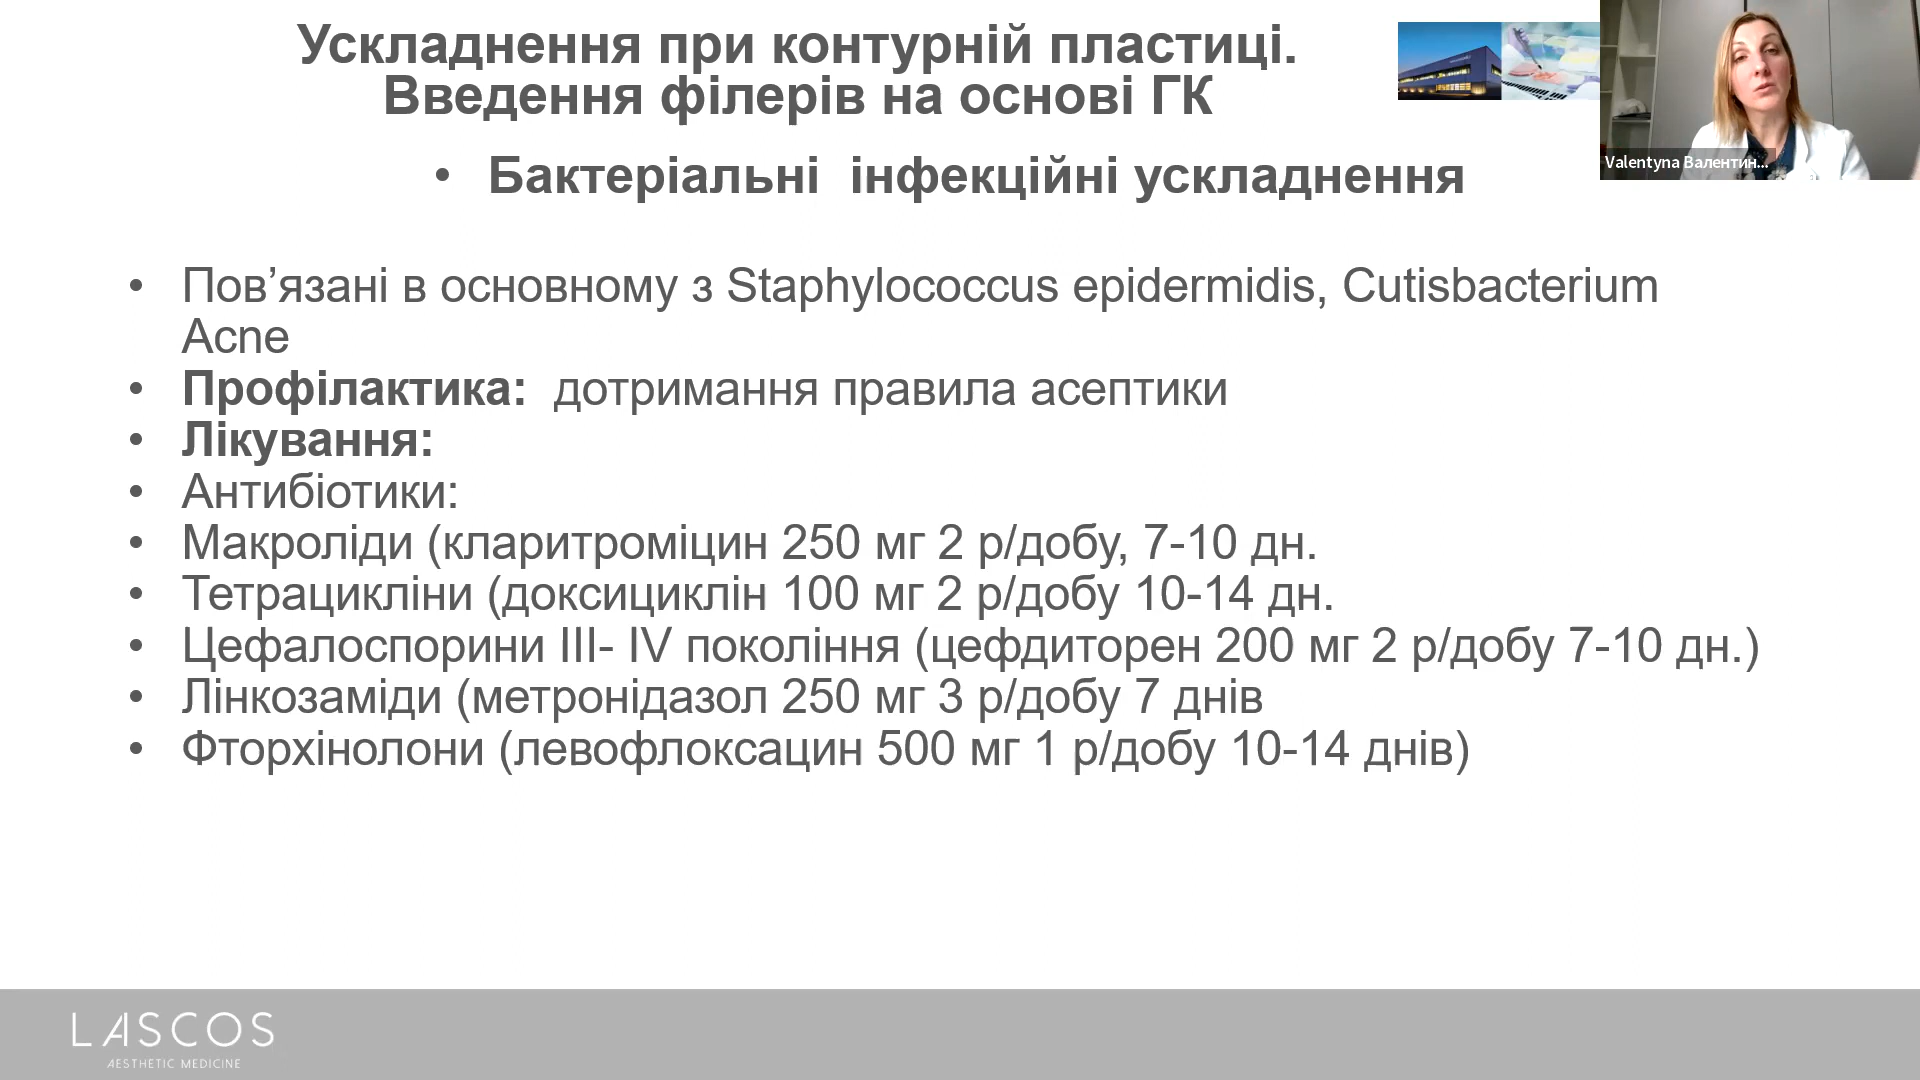 Ускладнення при контурній пластиці.
Введення філерів на основі ГК
• Бактеріальні інфекційні ускладнення
Valentyna Валентин...
• Пов’язані в основному з Staphylococcus epidermidis, Cutisbacterium
Acne
• Профілактика: дотримання правила асептики
• Лікування:
• Антибіотики:
• Макроліди (кларитроміцин 250 мг 2 р/добу, 7-10 дн.
• Тетрацикліни (доксициклін 100 мг 2 р/добу 10-14 дн.
• Цефалоспорини III- IV покоління (цефдиторен 200 мг 2 р/добу 7-10 дн.)
• Лінкозаміди (метронідазол 250 мг 3 р/добу 7 днів
• Фторхінолони (левофлоксацин 500 мг 1 р/добу 10-14 днів)
LASCOS
AESTHETIC MEDICINE